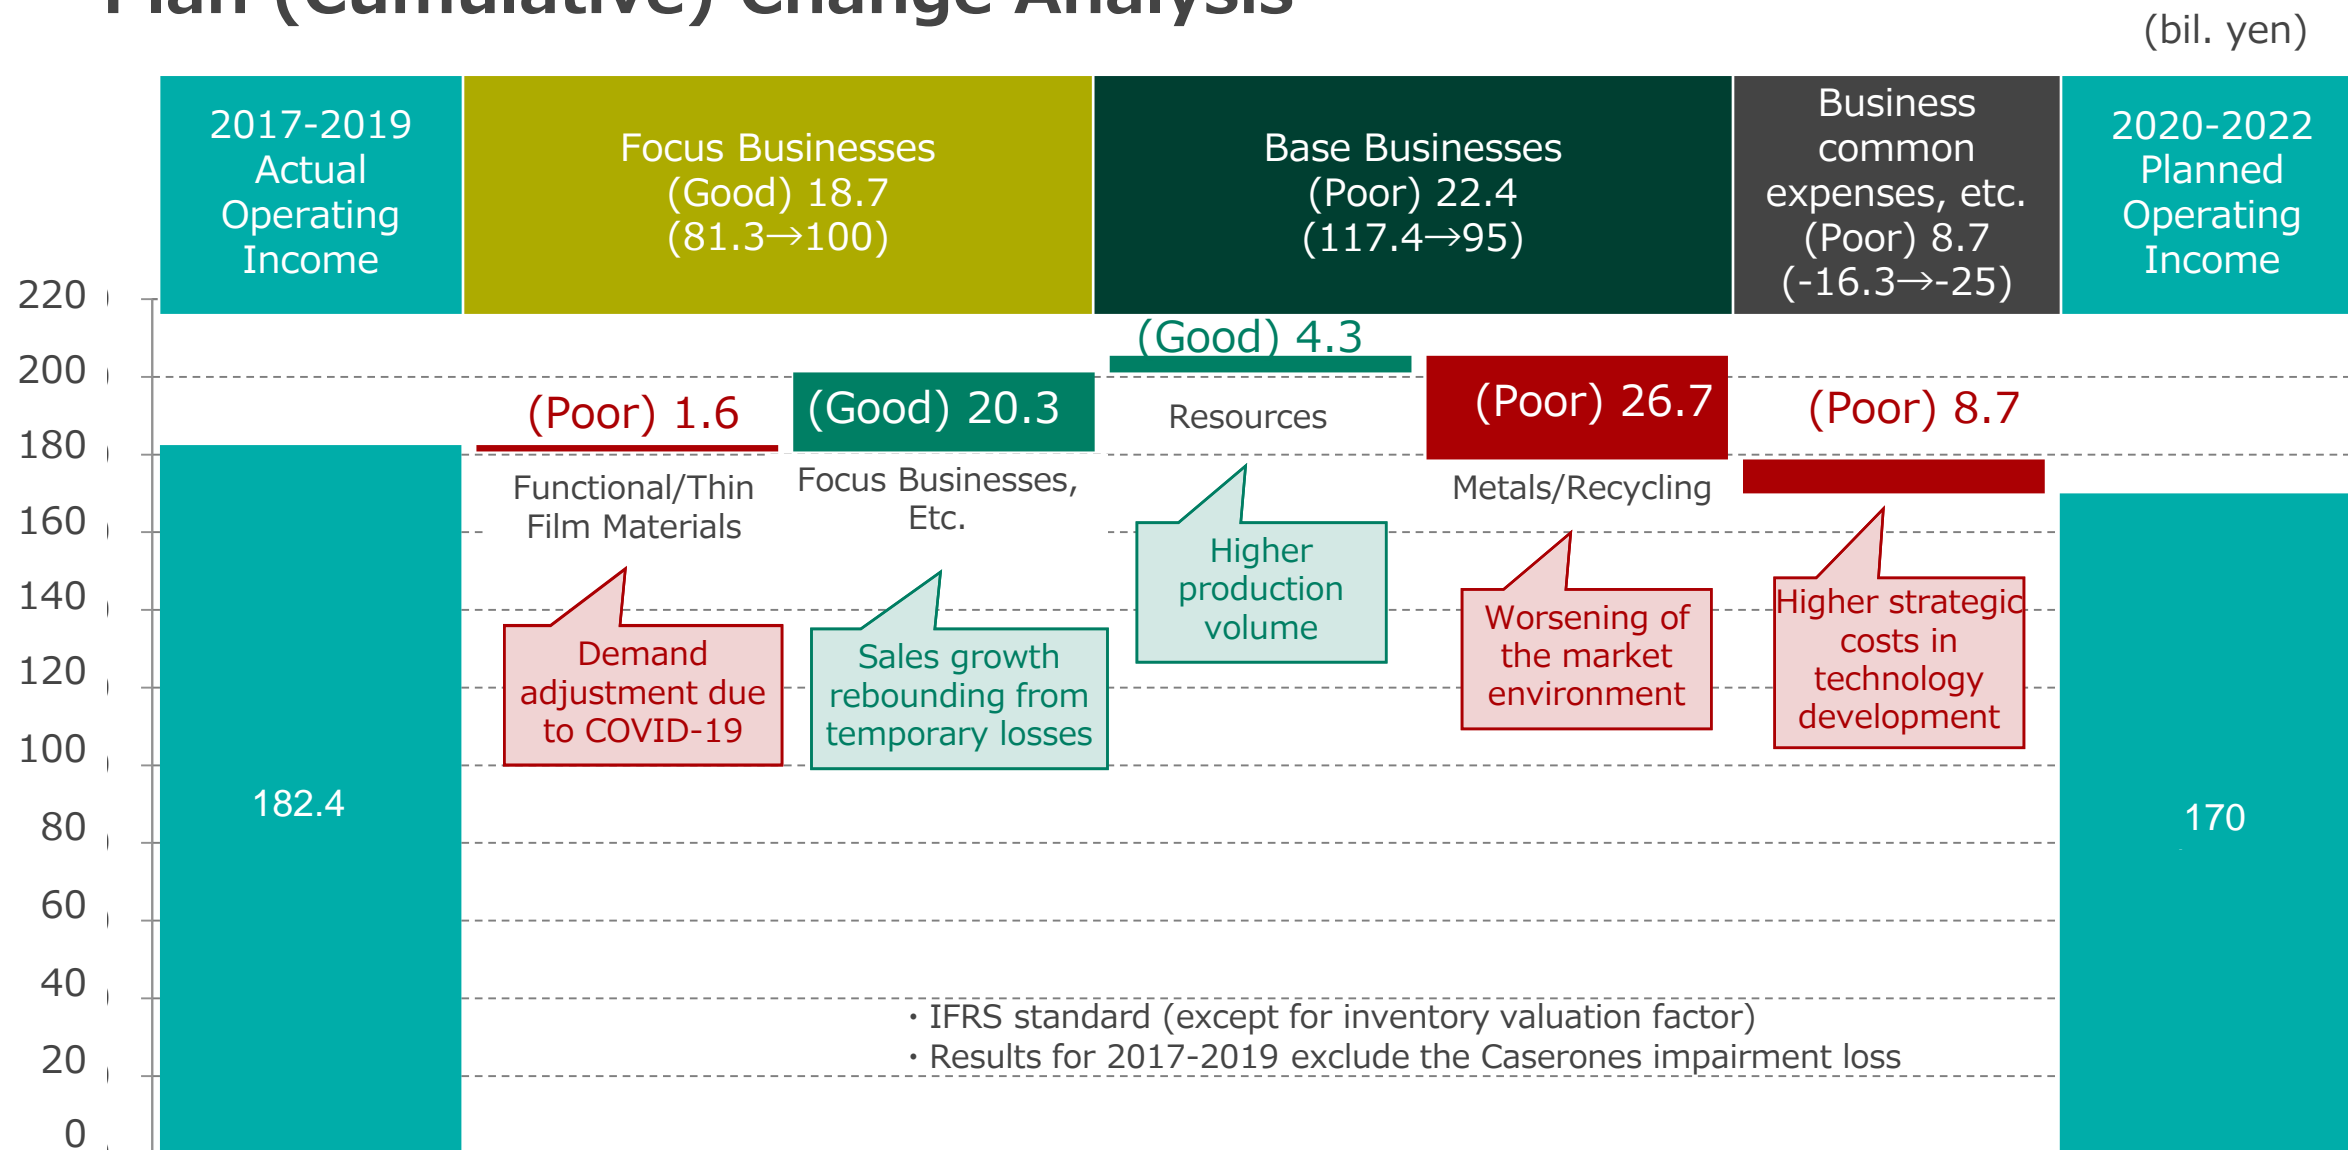 Plan (Cumulative) Change Analysis
(bil. yen)
2017-2019
Actual
Operating
Income
Focus Businesses
(Good) 18.7
(81.3→100)
Base Businesses
(Poor) 22.4
(117.4→95)
Business
common
expenses, etc.
(Poor) 8.7
(-16.3→-25)
2020-2022
Planned
Operating
Income
220
200
180
160
140
120
100
80
60
40
20
0
182.4
(Poor) 1.6
Functional/Thin
Film Materials
Demand
adjustment due
to COVID-19
(Good) 20.3
Focus Businesses,
Etc.
Sales growth
rebounding from
temporary losses
(Good) 4.3
Resources
Higher
production
volume
(Poor) 26.7
Metals/Recycling
Worsening of
the market
environment
(Poor) 8.7
Higher strategic
costs in
technology
development
170
・IFRS standard (except for inventory valuation factor)
・Results for 2017-2019 exclude the Caserones impairment loss